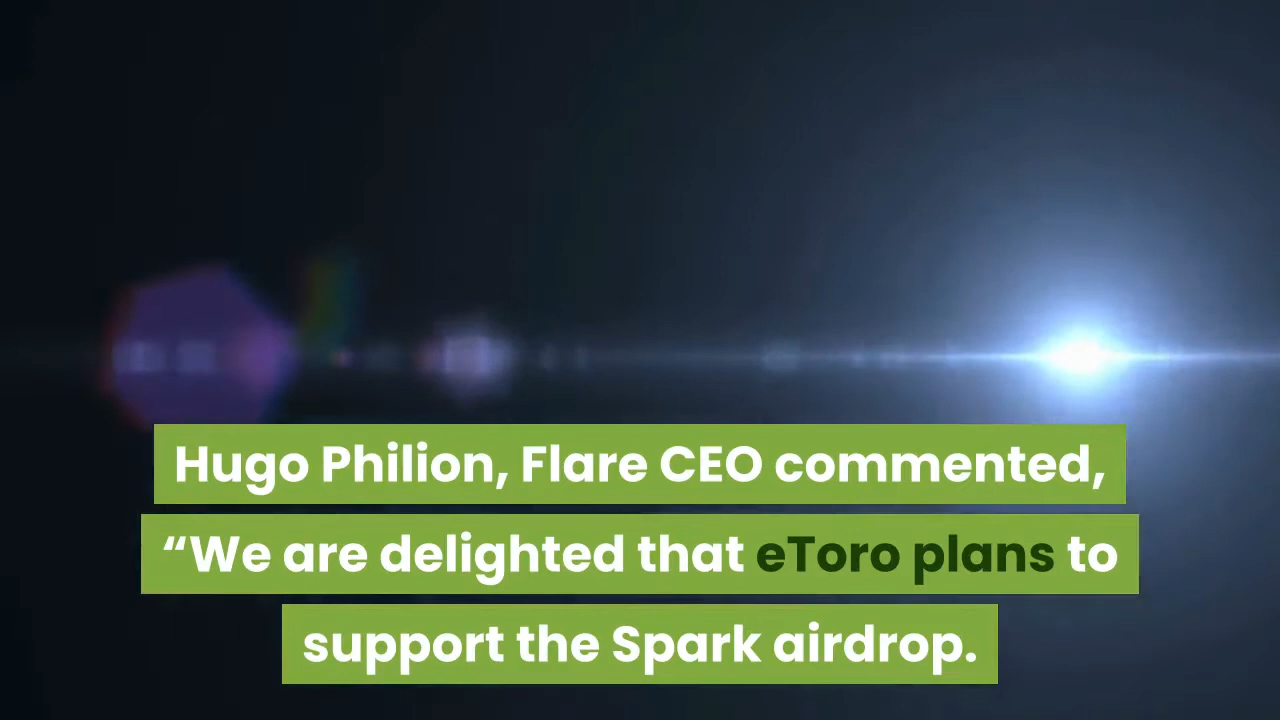 Hugo Philion, Flare CEO commented,
“We are delighted that eToro plans to
support the Spark airdrop.